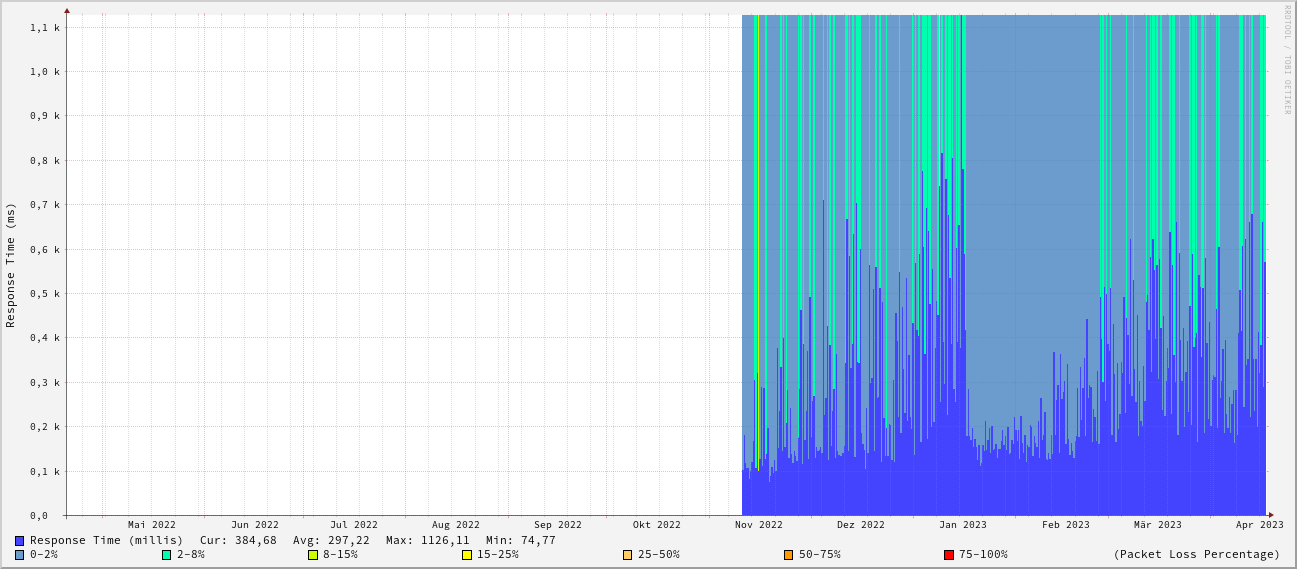 RRDTOOL / TOBI OETIKER
Response Time (ms)
1,1 k
1,0 k
0,9 k
0,8 k
0,7 k
0,6 k
0,5 k
0,4 k
0,3 k
0,2 k
0,1 k
0,0
Mai 2022 Jun 2022 Jul 2022 Aug 2022 Sep 2022 Okt 2022 Nov 2022 Dez 2022 Jan 2023 Feb 2023 Mär 2023 Apr 2023
Response Time (millis) Cur: 384,68 Avg: 297,22 Max: 1126,11 Min: 74,77
0-2% 2-8% 8-15% 15-25% 25-50% 50-75% 75-100% (Packet Loss Percentage)